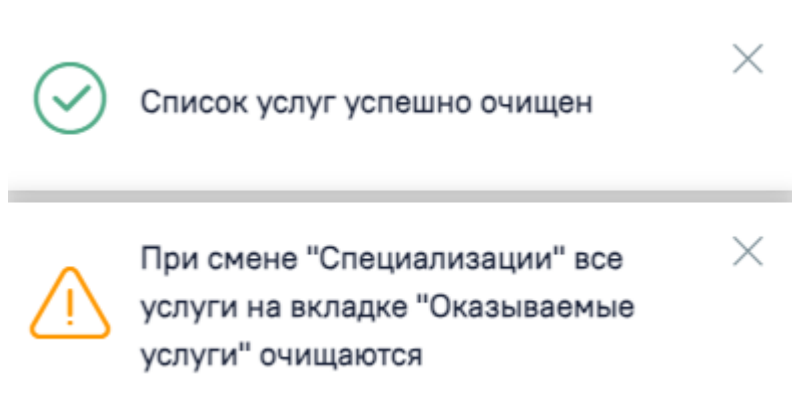 Список услуг успешно очищен
При смене "Специализации" все
услуги на вкладке "Оказываемые
услуги" очищаются